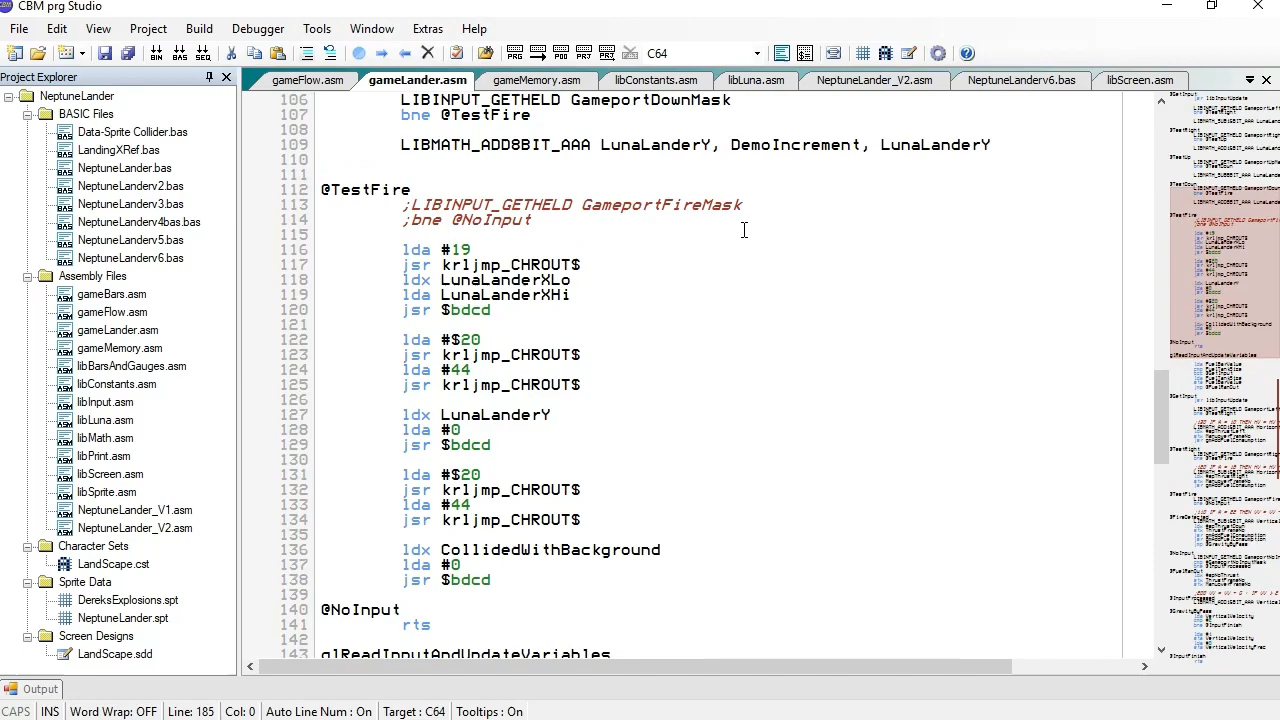 CBM prg Studio
File Edit View Project Build Debugger Tools Window Extras Help
C64
Project Explorer
NeptuneLander
BASIC Files
Data-Sprite Collider.bas
LandingXRef.bas
NeptuneLander.bas
NeptuneLanderv2.bas
NeptuneLanderv3.bas
NeptuneLanderv4bas.bas
NeptuneLanderv5.bas
NeptuneLanderv6.bas
Assembly Files
gameBars.asm
gameFlow.asm
gameLander.asm
gameMemory.asm
libBarsAndGauges.asm
libConstants.asm
libInput.asm
libLuna.asm
libMath.asm
libPrint.asm
libScreen.asm
libSprite.asm
NeptuneLander_V1.asm
NeptuneLander_V2.asm
Character Sets
LandScape.cst
Sprite Data
DereksExplosions.spt
NeptuneLander.spt
Screen Designs
LandScape.sdd
gameFlow.asm gameLander.asm gameMemory.asm libConstants.asm libLuna.asm NeptuneLander_V2.asm NeptuneLanderv6.bas libScreen.asm
106 LIBINPUT_GETHELD GameportDownMask
107 bne @TestFire
108
109 LIBMATH_ADD8BIT_AAA LunaLanderY, DemoIncrement, LunaLanderY
110
111
112 @TestFire
113 ;LIBINPUT_GETHELD GameportFireMask
114 ;bne @NoInput
115
116 lda #19
117 jsr krljmp_CHROUT$
118 ldx LunaLanderXLo
119 lda LunaLanderXHi
120 jsr $bdcd
121
122 lda #$20
123 jsr krljmp_CHROUT$
124 lda #44
125 jsr krljmp_CHROUT$
126
127 ldx LunaLanderY
128 lda #0
129 jsr $bdcd
130
131 lda #$20
132 jsr krljmp_CHROUT$
133 lda #44
134 jsr krljmp_CHROUT$
135
136 ldx CollidedWithBackground
137 lda #0
138 jsr $bdcd
139
140 @NoInput
141 rts
142
143 glReadInputAndUpdateVariables
Output
CAPS INS Word Wrap: OFF Line: 185 Col: 0 Auto Line Num : On Target : C64 Tooltips : On